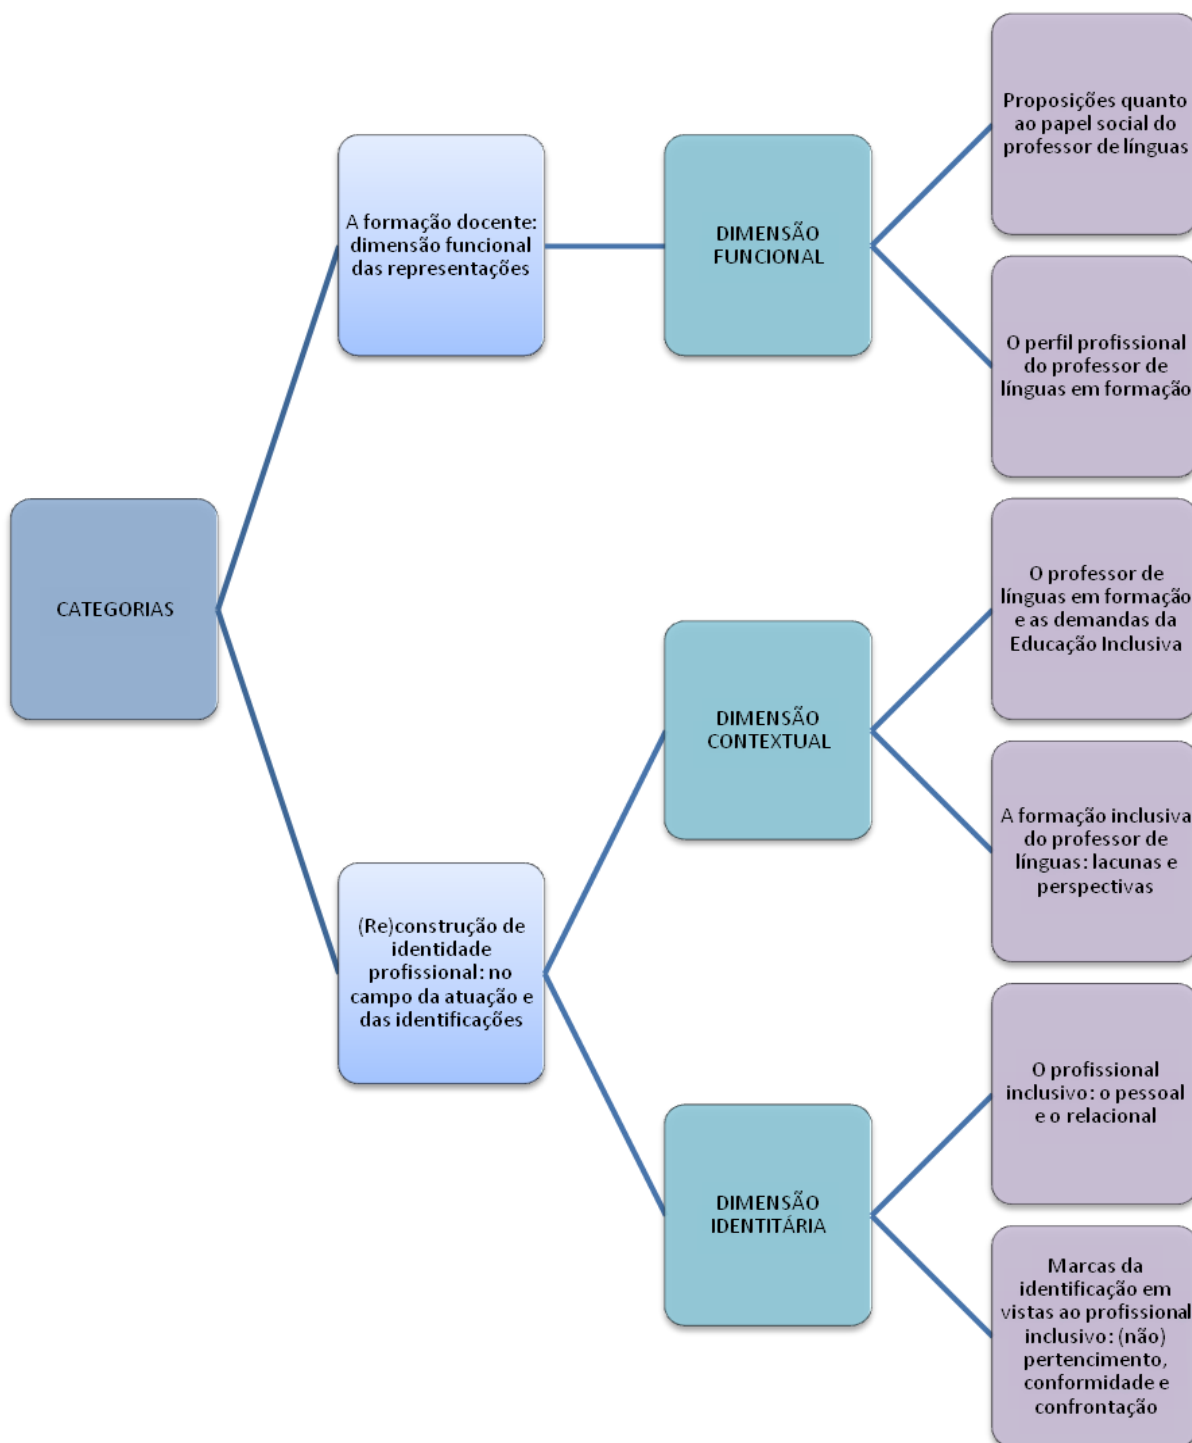 CATEGORIAS
A formação docente:
dimensão funcional
das representações
DIMENSÃO
FUNCIONAL
Proposições quanto
ao papel social do
professor de línguas
O perfil profissional
do professor de
línguas em formação
(Re)construção de
identidade
profissional: no
campo da atuação e
das identificações
DIMENSÃO
CONTEXTUAL
O professor de
línguas em formação
e as demandas da
Educação Inclusiva
A formação inclusiva
do professor de
línguas: lacunas e
perspectivas
DIMENSÃO
IDENTITÁRIA
O profissional
inclusivo: o pessoal
e o relacional
Marcas da
identificação em
vistas ao profissional
inclusivo: (não)
pertencimento,
conformidade e
confrontação